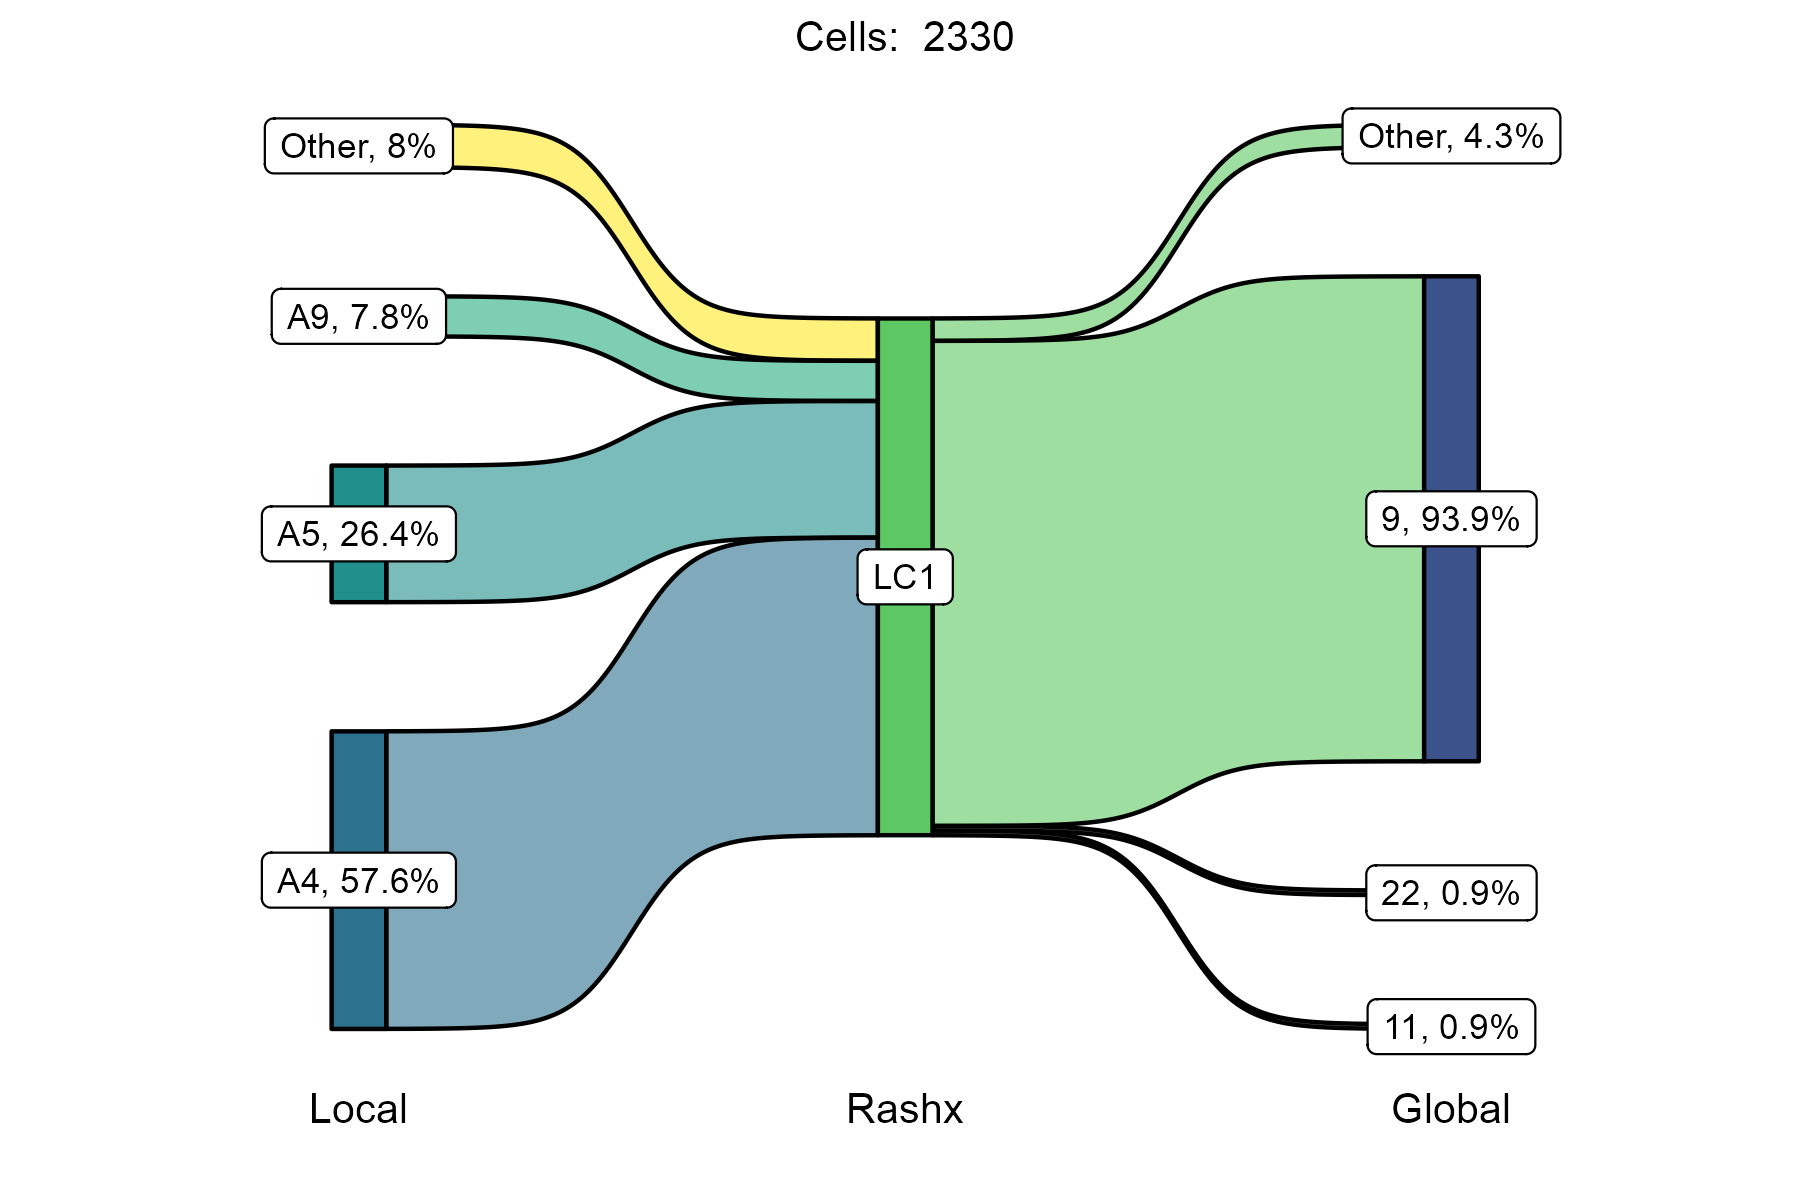 Cells:  2330
Other, 8%
Other, 4.3%
A9, 7.8%
A5, 26.4%
9, 93.9%
LC1
A4, 57.6%
22, 0.9%
11, 0.9%
Local
Rashx
Global